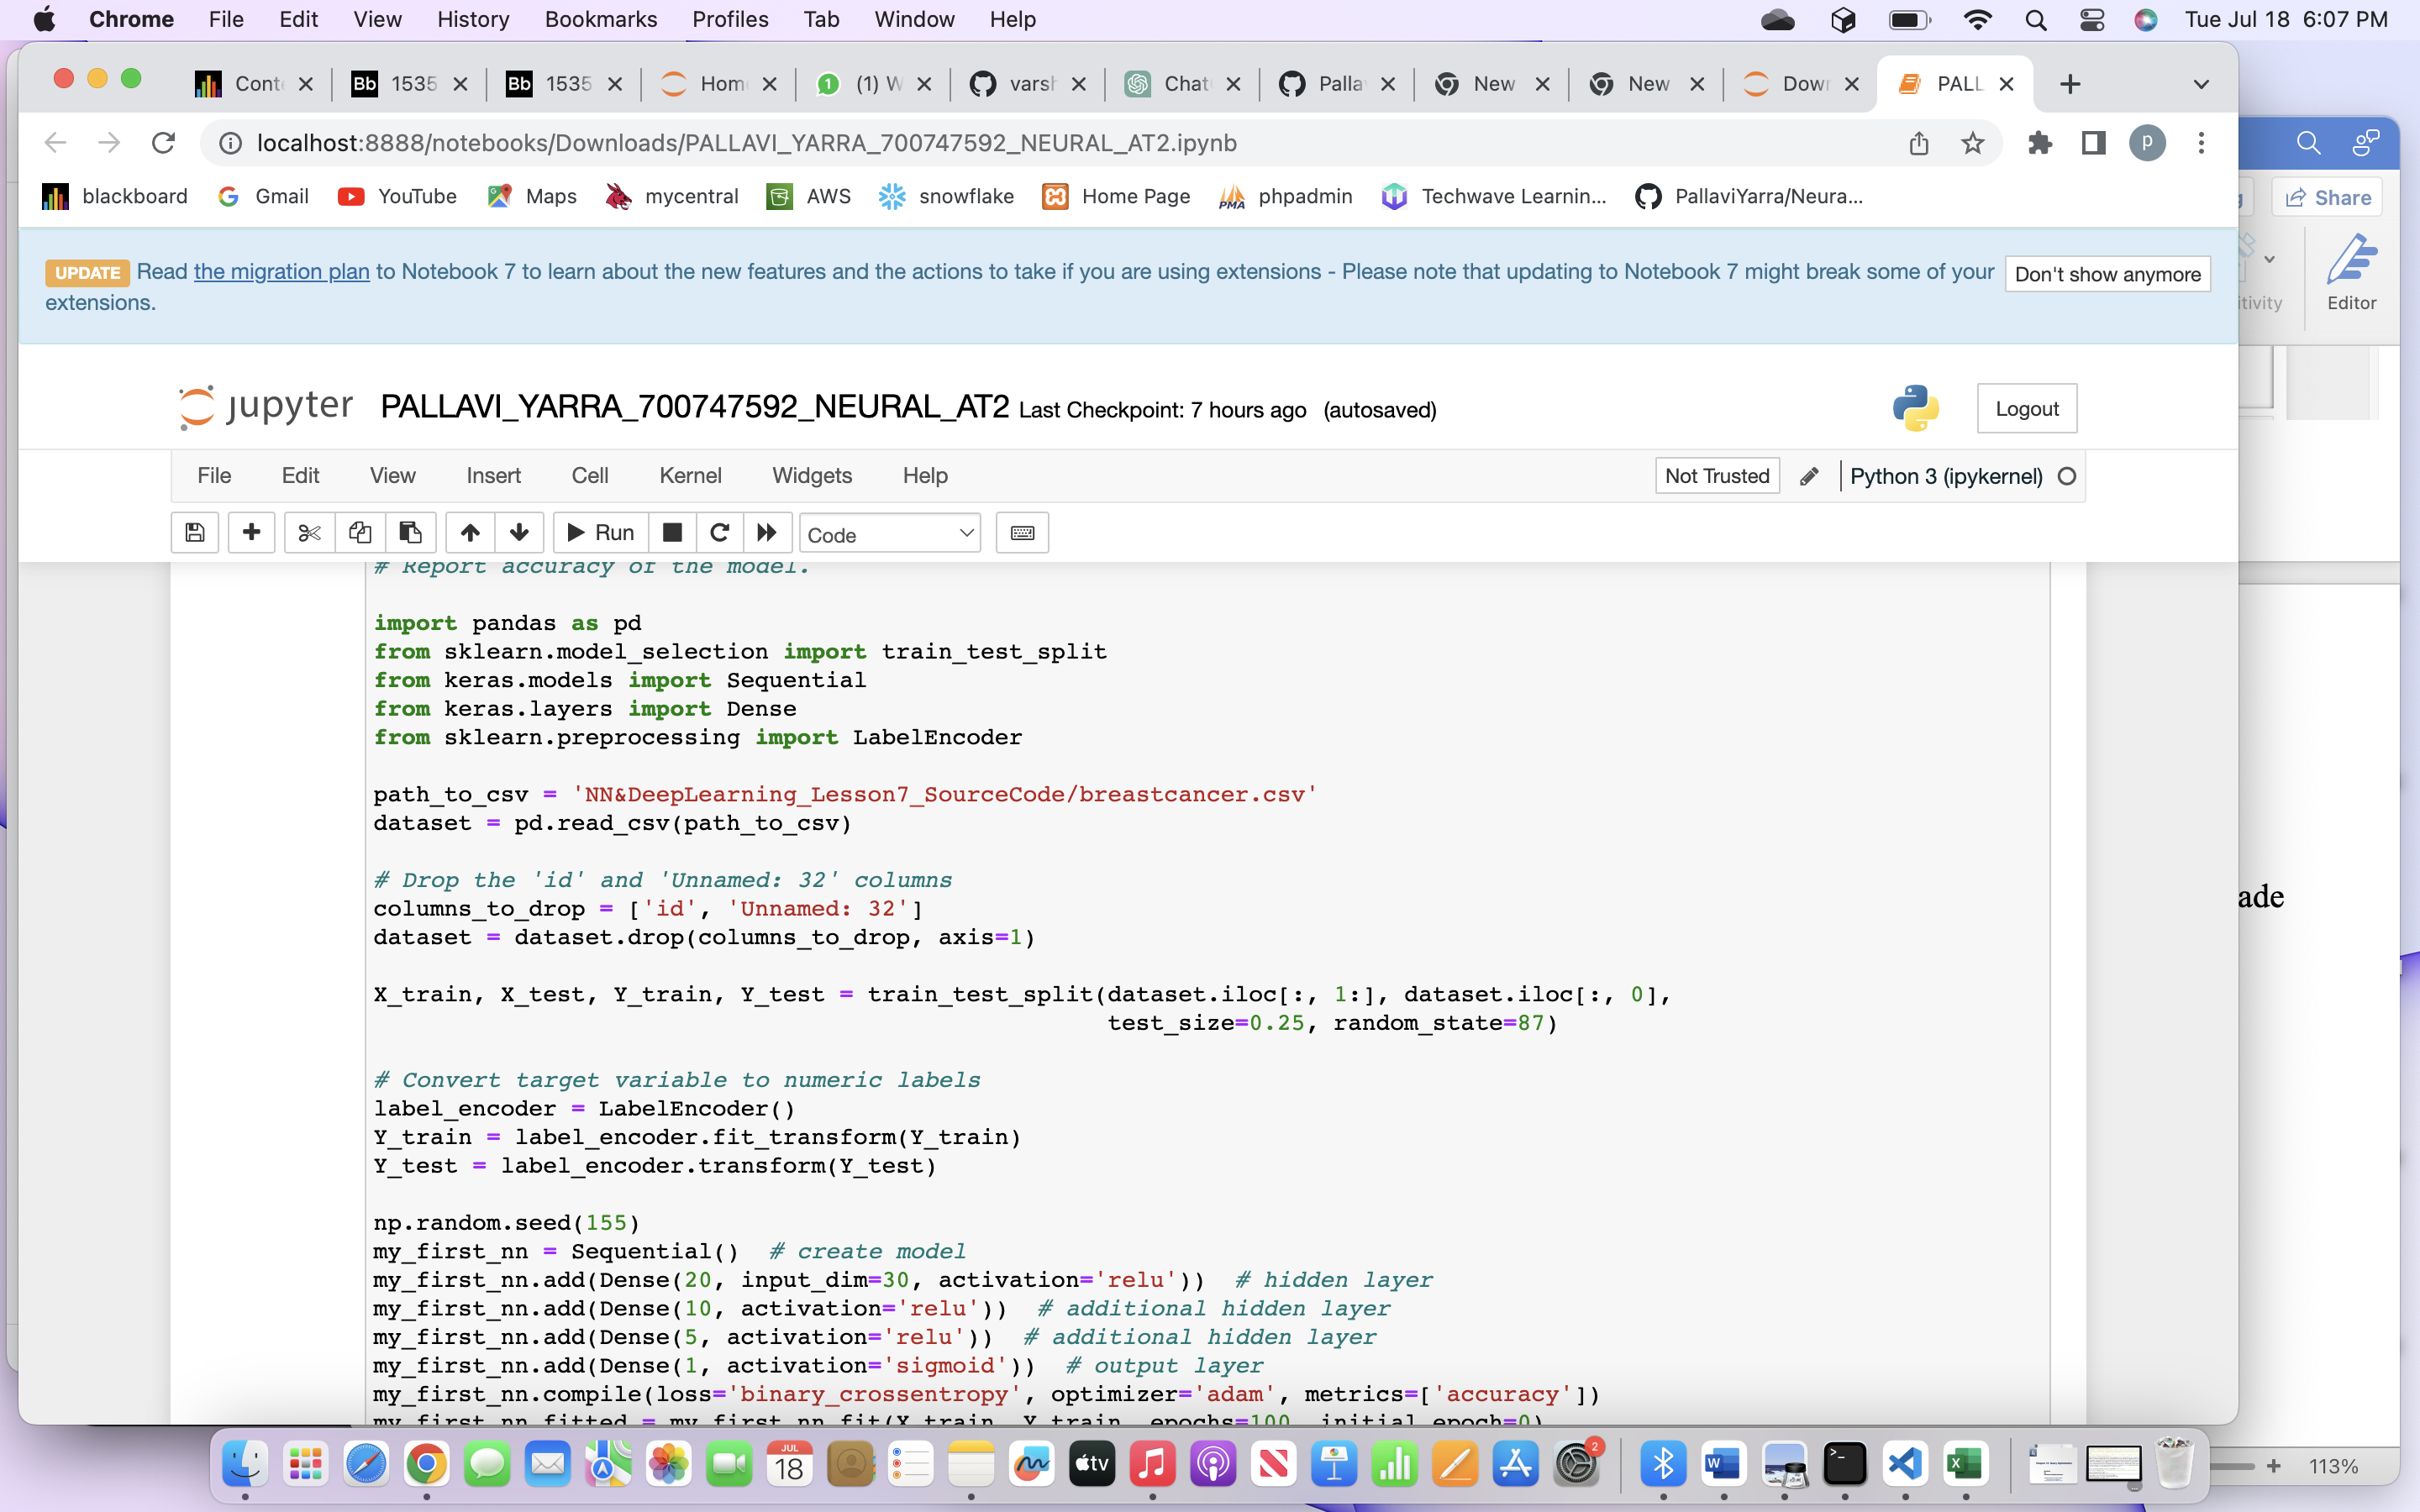 Chrome File Edit View History Bookmarks Profiles Tab Window Help Tue Jul 18 6:07 PM
Cont Bb 1535 Bb 1535 Hom (1) W varsh Chat Palla New New Down PALL
localhost:8888/notebooks/Downloads/PALLAVI_YARRA_700747592_NEURAL_AT2.ipynb P
blackboard Gmail YouTube Maps mycentral AWS snowflake Home Page phpadmin Techwave Learnin... PallaviYarra/Neura...
Share
UPDATE Read the migration plan to Notebook 7 to learn about the new features and the actions to take if you are using extensions - Please note that updating to Notebook 7 might break some of your extensions.
Don't show anymore
Editor
jupyter PALLAVI_YARRA_700747592_NEURAL_AT2 Last Checkpoint: 7 hours ago (autosaved)
Logout
File Edit View Insert Cell Kernel Widgets Help
Not Trusted Python 3 (ipykernel)
Run Code
# Report accuracy of the model.
import pandas as pd
from sklearn.model_selection import train_test_split
from keras.models import Sequential
from keras.layers import Dense
from sklearn.preprocessing import LabelEncoder
path_to_csv = 'NN&DeepLearning_Lesson7_SourceCode/breastcancer.csv'
dataset = pd.read_csv(path_to_csv)
# Drop the 'id' and 'Unnamed: 32' columns
columns_to_drop = ['id', 'Unnamed: 32']
dataset = dataset.drop(columns_to_drop, axis=1)
X_train, X_test, Y_train, Y_test = train_test_split(dataset.iloc[:, 1:], dataset.iloc[:, 0],
test_size=0.25, random_state=87)
# Convert target variable to numeric labels
label_encoder = LabelEncoder()
Y_train = label_encoder.fit_transform(Y_train)
Y_test = label_encoder.transform(Y_test)
np.random.seed(155)
my_first_nn = Sequential()  # create model
my_first_nn.add(Dense(20, input_dim=30, activation='relu'))  # hidden layer
my_first_nn.add(Dense(10, activation='relu'))  # additional hidden layer
my_first_nn.add(Dense(5, activation='relu'))  # additional hidden layer
my_first_nn.add(Dense(1, activation='sigmoid'))  # output layer
my_first_nn.compile(loss='binary_crossentropy', optimizer='adam', metrics=['accuracy'])
my_first_nn_fitted = my_first_nn.fit(X_train, Y_train, epochs=100, initial_epoch=0)
ade
JUL
18
tv
2
113%